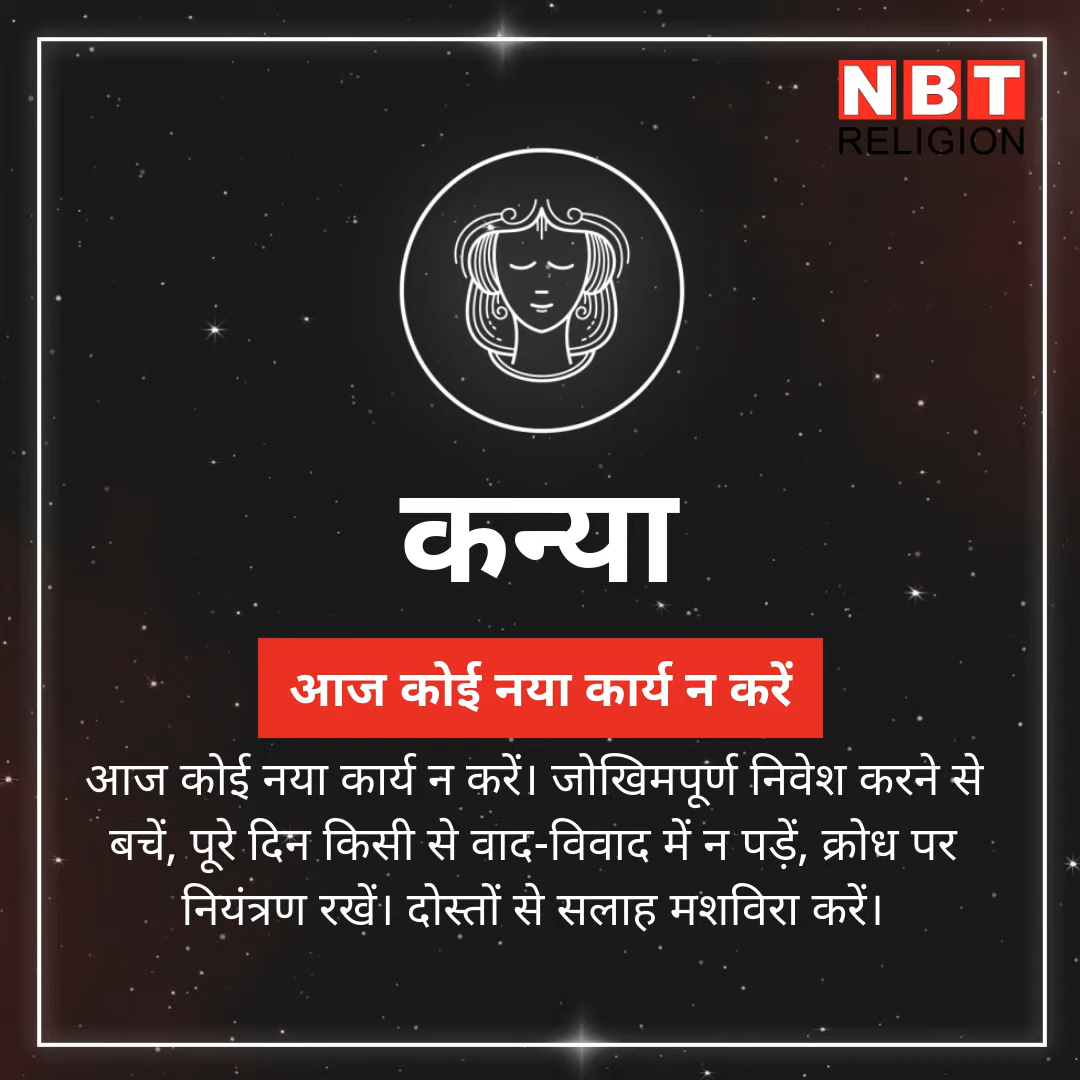 NBT
RELIGION
कन्या
आज कोई नया कार्य न करें
आज कोई नया कार्य न करें। जोखिमपूर्ण निवेश करने से
बचें, पूरे दिन किसी से वाद-विवाद में न पड़ें, क्रोध पर
नियंत्रण रखें। दोस्तों से सलाह मशविरा करें।